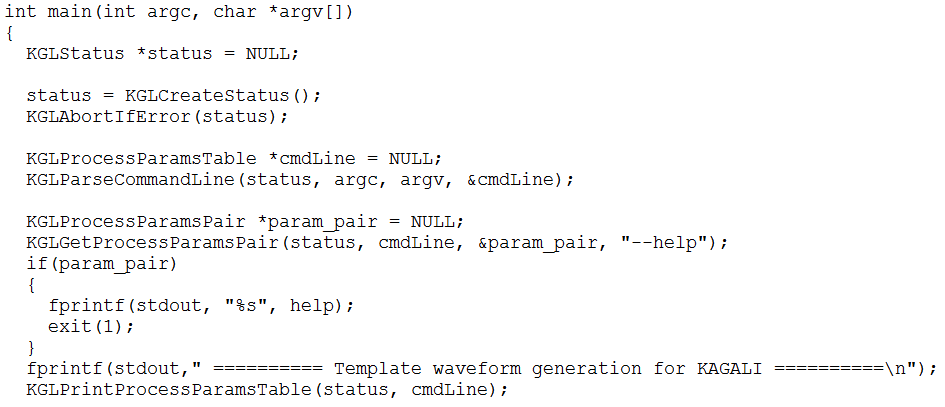 int main(int argc, char *argv[])
{
  KGLStatus *status = NULL;

  status = KGLCreateStatus();
  KGLAbortIfError(status);

  KGLProcessParamsTable *cmdLine = NULL;
  KGLParseCommandLine(status, argc, argv, &cmdLine);

  KGLProcessParamsPair *param_pair = NULL;
  KGLGetProcessParamsPair(status, cmdLine, &param_pair, "--help");
  if(param_pair)
  {
    fprintf(stdout, "%s", help);
    exit(1);
  }
  fprintf(stdout," ========== Template waveform generation for KAGALI ==========\n");
  KGLPrintProcessParamsTable(status, cmdLine);